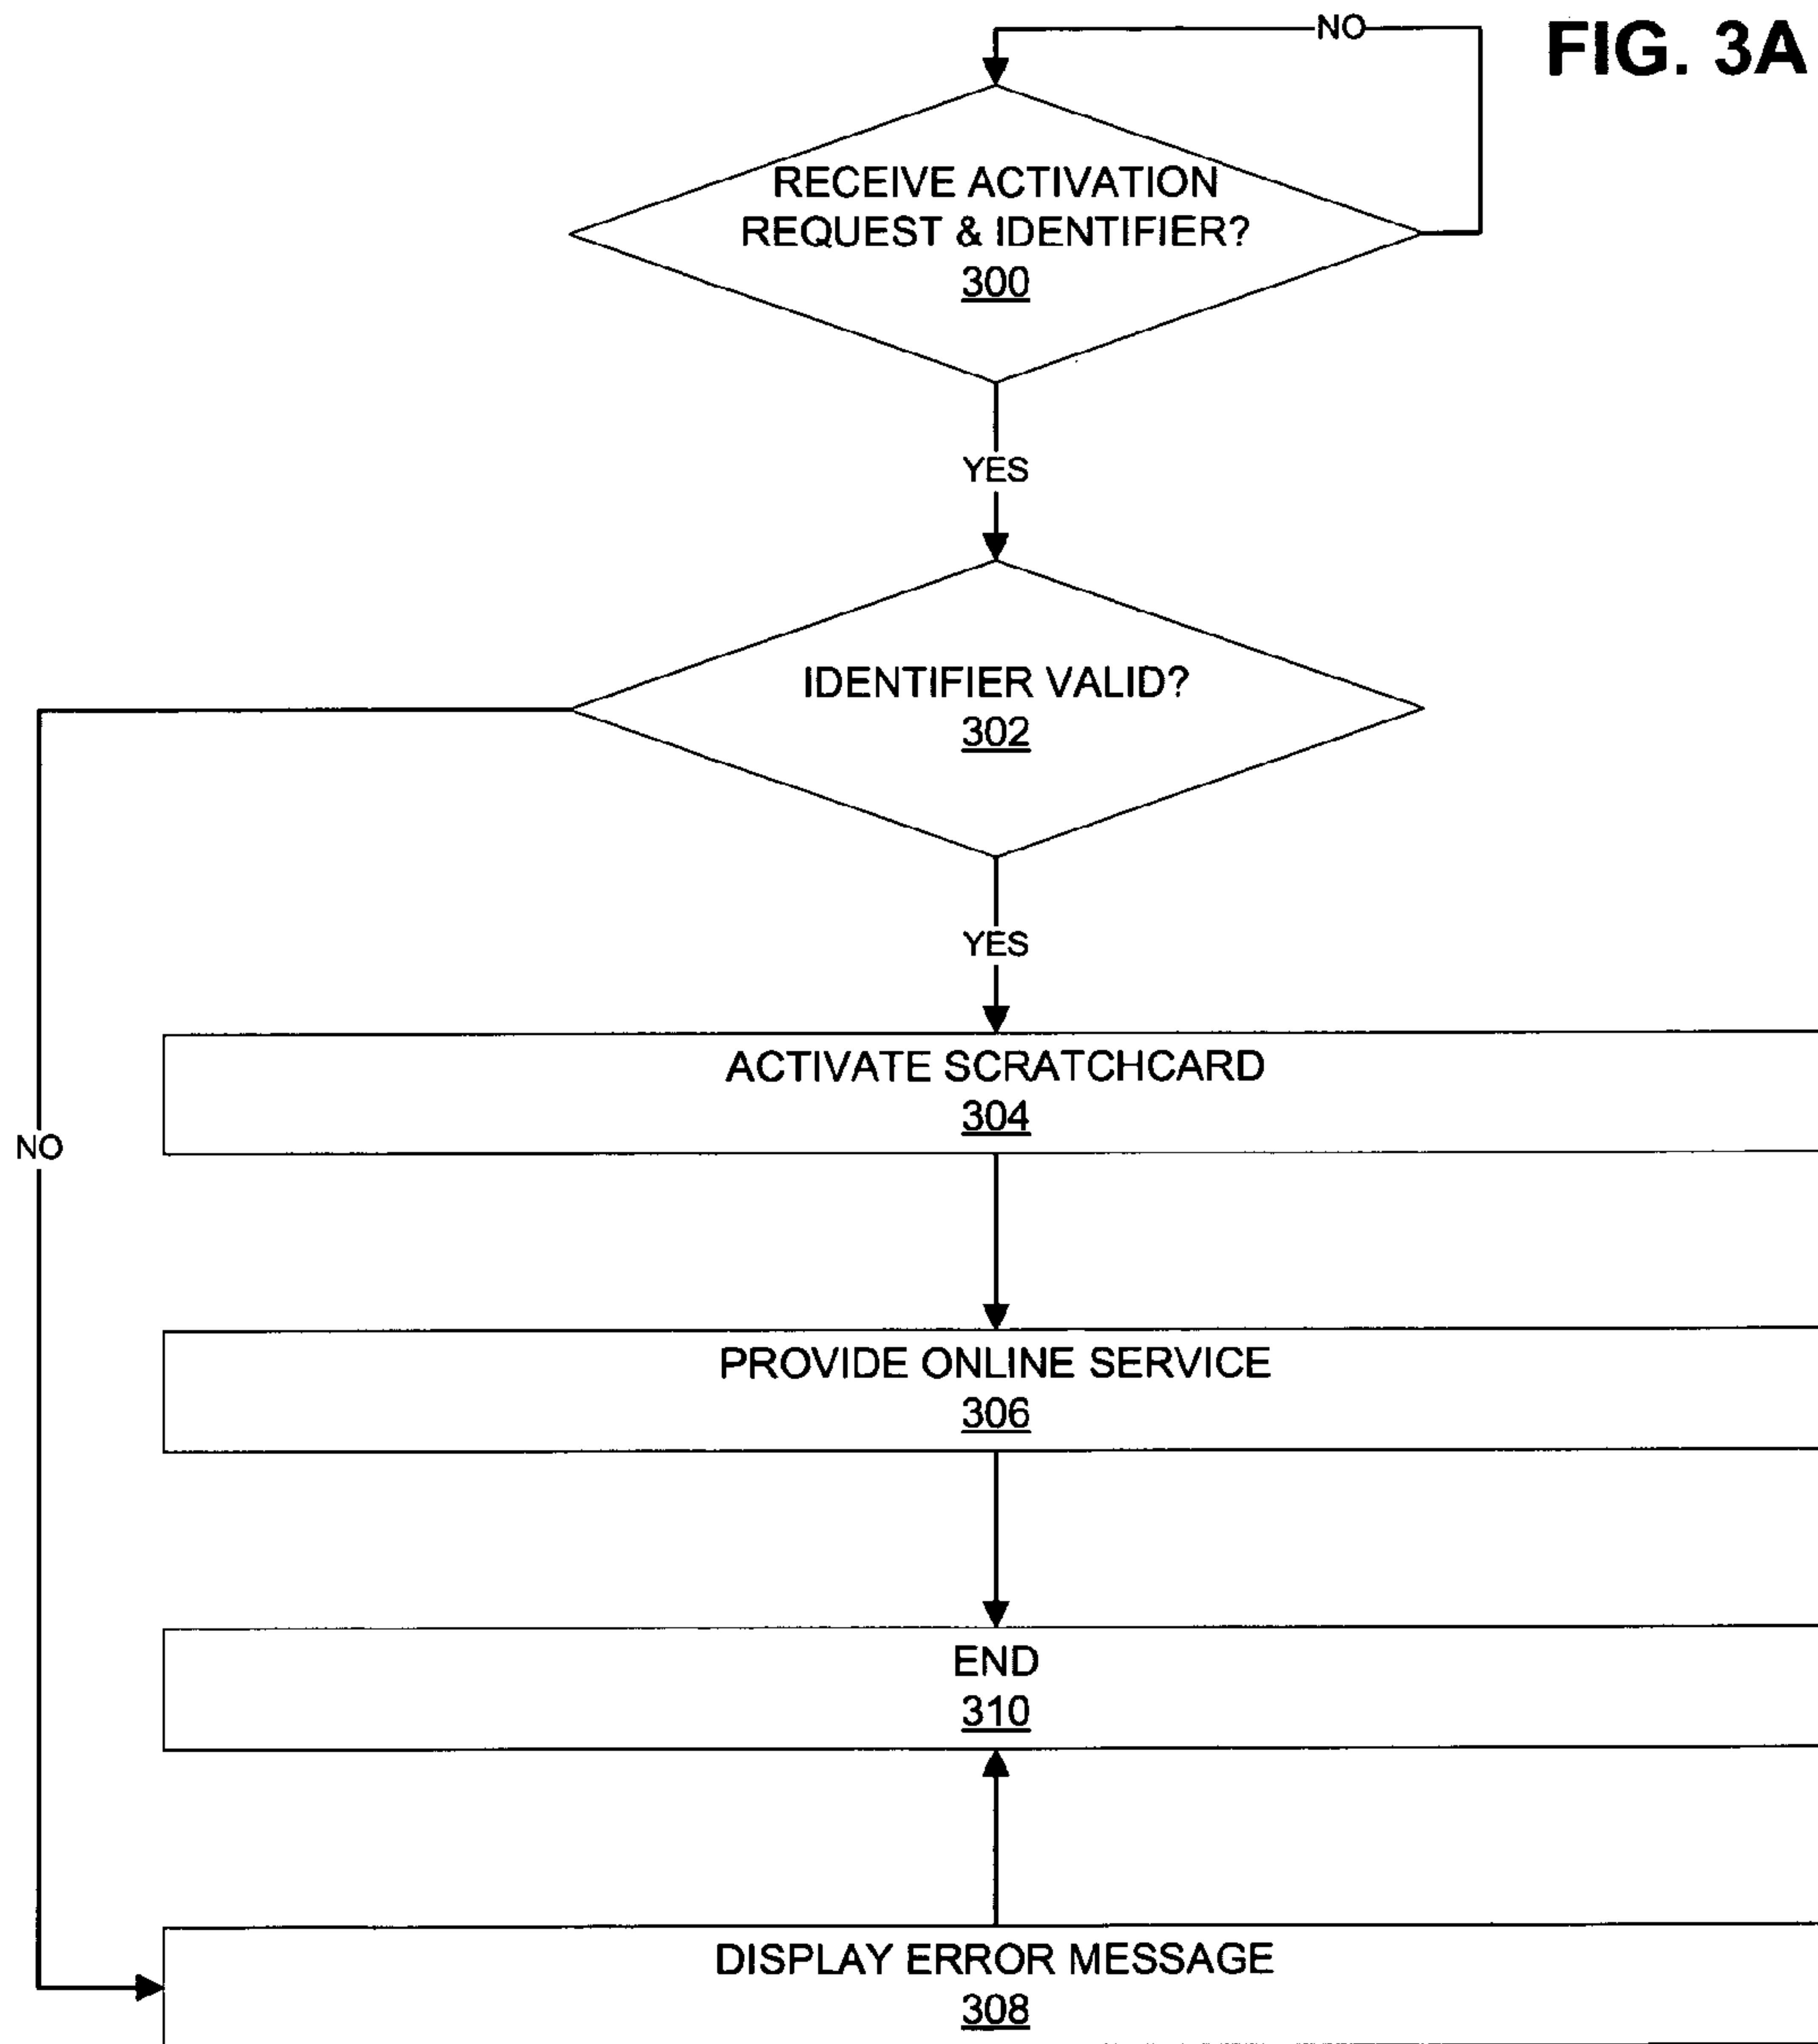 NO
FIG. 3A
RECEIVE ACTIVATION
REQUEST & IDENTIFIER?
300
YES
IDENTIFIER VALID?
302
YES
ACTIVATE SCRATCHCARD
304
NO
PROVIDE ONLINE SERVICE
306
END
310
DISPLAY ERROR MESSAGE
308